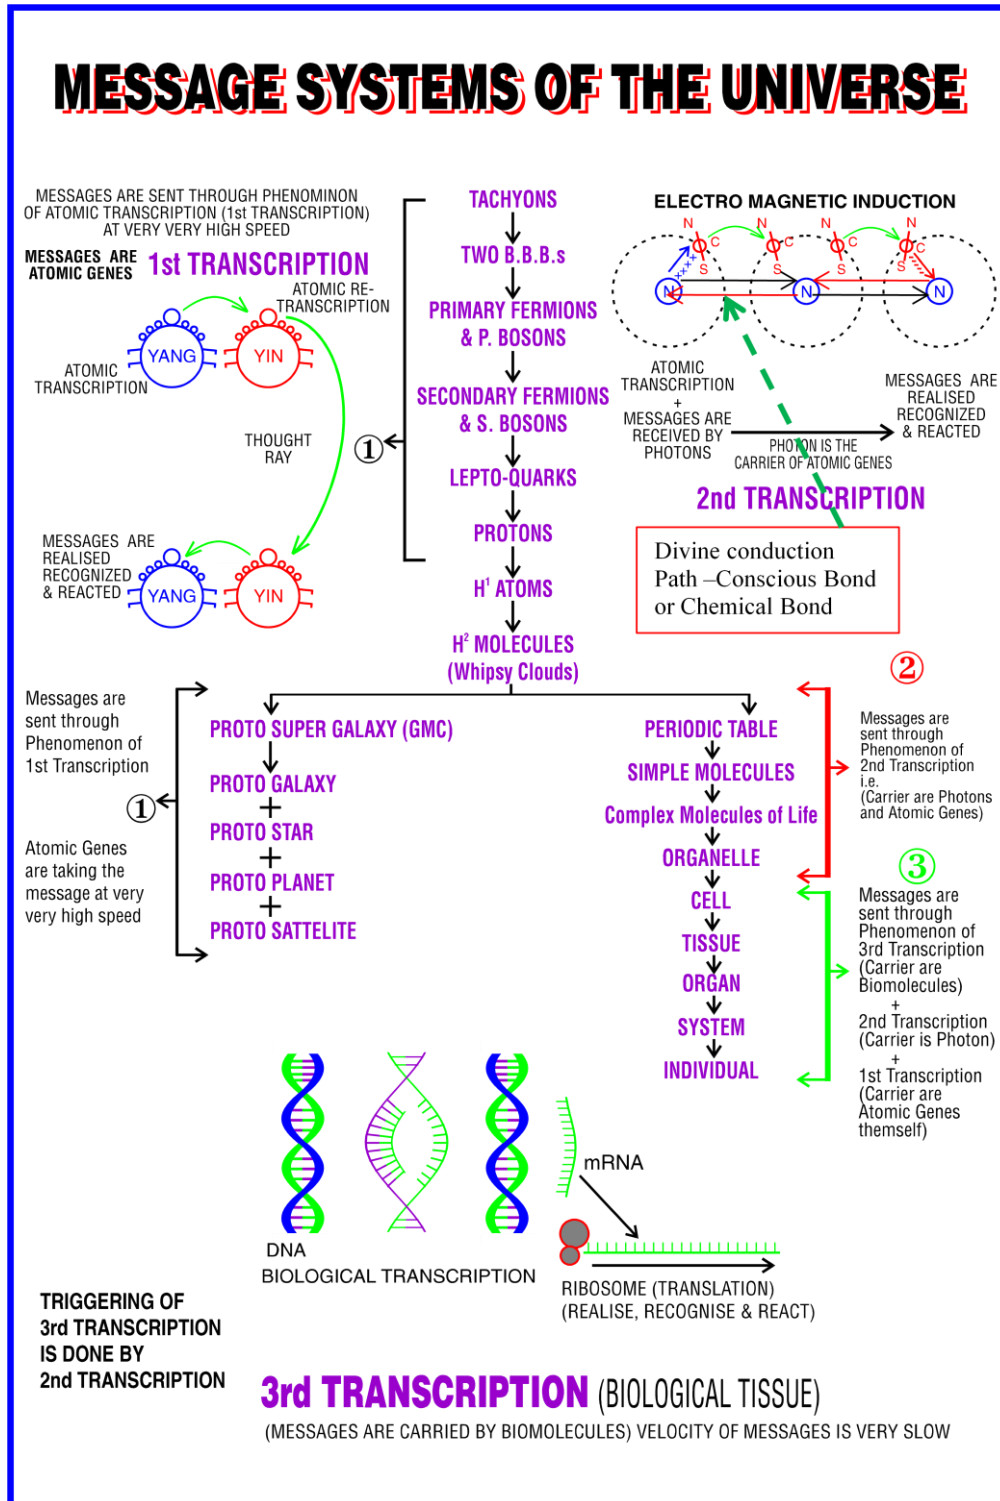 MESSAGE SYSTEMS OF THE UNIVERSE
MESSAGES ARE SENT THROUGH PHENOMINON
OF ATOMIC TRANSCRIPTION (1st TRANSCRIPTION)
AT VERY VERY HIGH SPEED
MESSAGES ARE
ATOMIC GENES
1st TRANSCRIPTION
ATOMIC RE-
TRANSCRIPTION
YANG
YIN
ATOMIC
TRANSCRIPTION
THOUGHT
RAY
MESSAGES ARE
REALISED
RECOGNIZED
& REACTED
YANG
YIN
①
TACHYONS
TWO B.B.B.s
PRIMARY FERMIONS
& P. BOSONS
SECONDARY FERMIONS
& S. BOSONS
LEPTO-QUARKS
PROTONS
H¹ ATOMS
H² MOLECULES
(Whipsy Clouds)
ELECTRO MAGNETIC INDUCTION
N N N N
C C C C
S S S S
++++
N N N
ATOMIC
TRANSCRIPTION
+
MESSAGES ARE
RECEIVED BY
PHOTONS
PHOTON IS THE
CARRIER OF ATOMIC GENES
MESSAGES ARE
REALISED
RECOGNIZED
& REACTED
2nd TRANSCRIPTION
Divine conduction
Path –Conscious Bond
or Chemical Bond
Messages are
sent through
Phenomenon of
1st Transcription
①
Atomic Genes
are taking the
message at very
very high speed
PROTO SUPER GALAXY (GMC)
PROTO GALAXY
+
PROTO STAR
+
PROTO PLANET
+
PROTO SATTELITE
PERIODIC TABLE
SIMPLE MOLECULES
Complex Molecules of Life
ORGANELLE
CELL
TISSUE
ORGAN
SYSTEM
INDIVIDUAL
②
Messages are
sent through
Phenomenon of
2nd Transcription
i.e.
(Carrier are Photons
and Atomic Genes)
③
Messages are
sent through
Phenomenon of
3rd Transcription
(Carrier are
Biomolecules)
+
2nd Transcription
(Carrier is Photon)
+
1st Transcription
(Carrier are
Atomic Genes
themself)
mRNA
DNA
BIOLOGICAL TRANSCRIPTION
RIBOSOME (TRANSLATION)
(REALISE, RECOGNISE & REACT)
TRIGGERING OF
3rd TRANSCRIPTION
IS DONE BY
2nd TRANSCRIPTION
3rd TRANSCRIPTION (BIOLOGICAL TISSUE)
(MESSAGES ARE CARRIED BY BIOMOLECULES) VELOCITY OF MESSAGES IS VERY SLOW